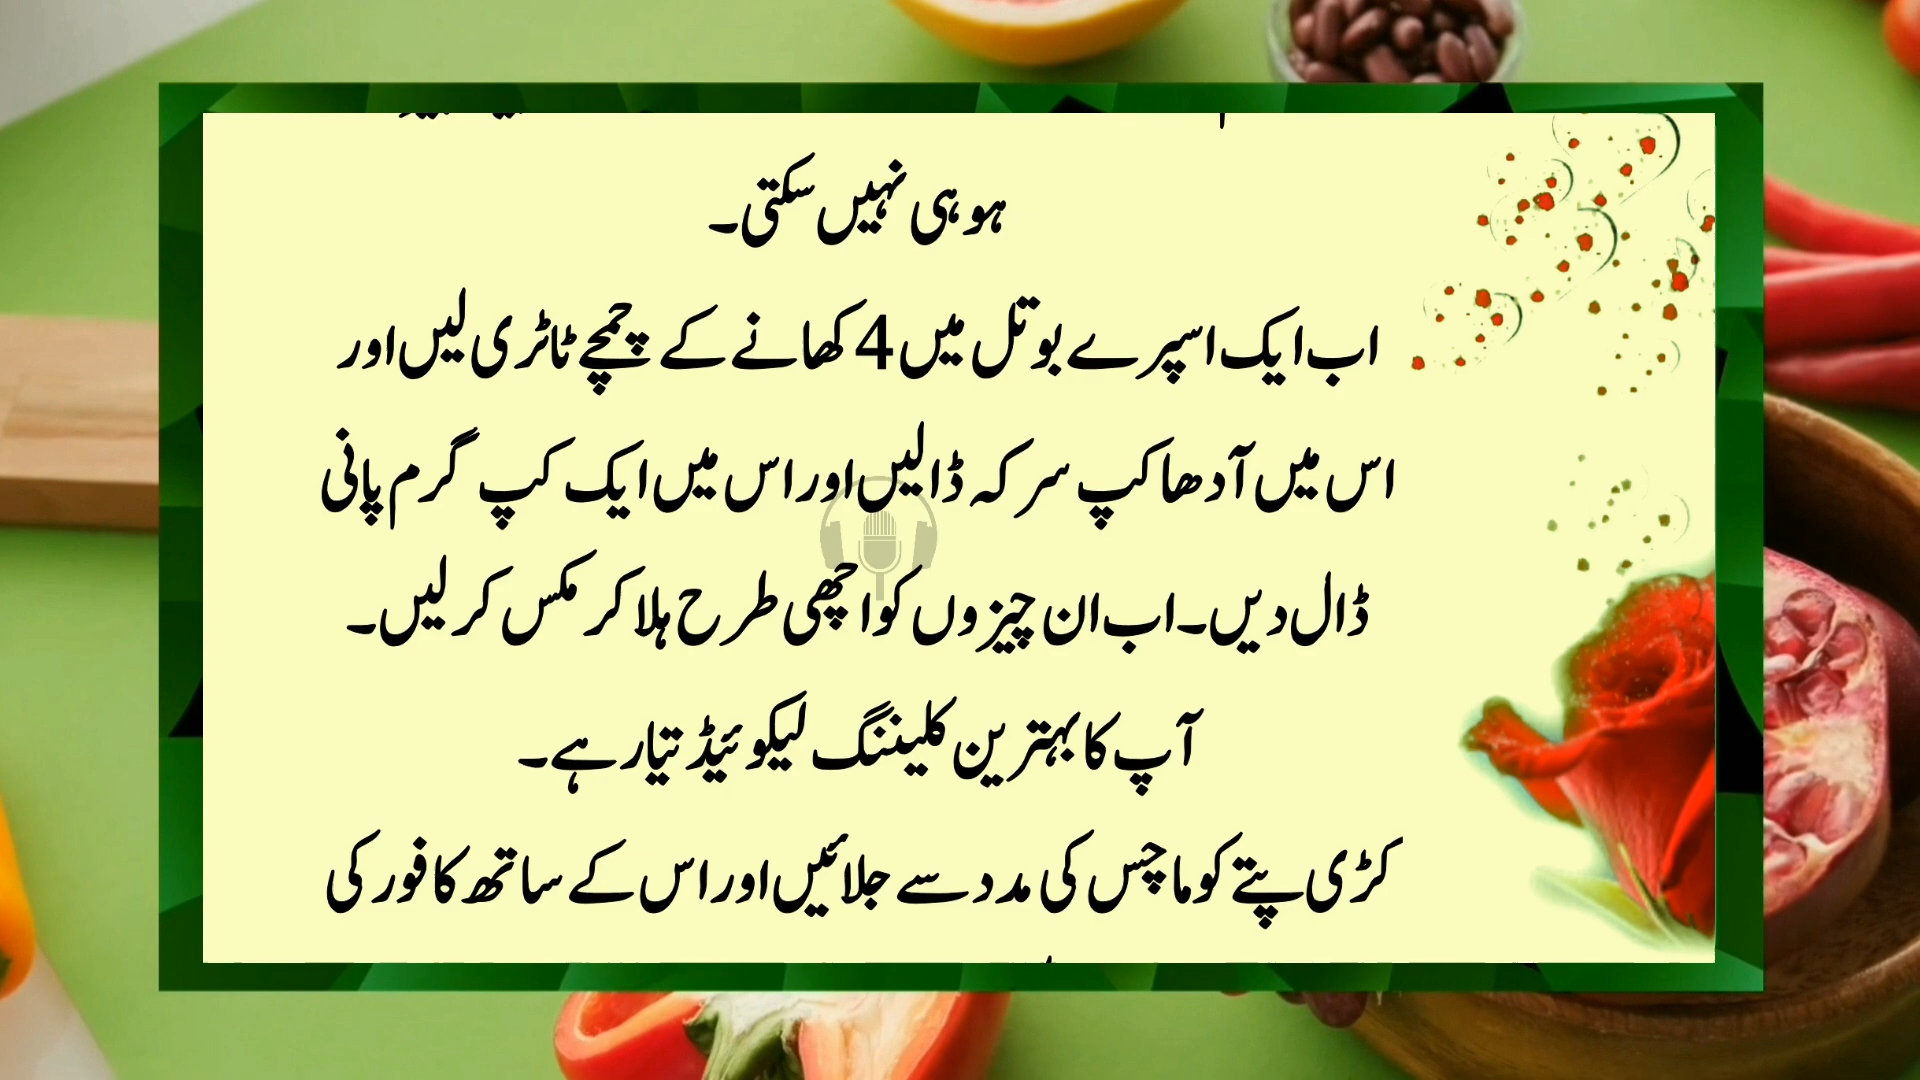 ہو ہی نہیں سکتی۔
اب ایک اسپرے بوتل میں 4 کھانے کے چمچے ٹاٹری لیں اور
اس میں آدھا کپ سرکہ ڈالیں اور اس میں ایک کپ گرم پانی
ڈال دیں۔ اب ان چیزوں کو اچھی طرح ہلا کر مکس کر لیں۔
آپ کا بہترین کلیننگ لیکوئیڈ تیار ہے۔
کڑی پتے کو ماچس کی مدد سے جلائیں اور اس کے ساتھ کافور کی